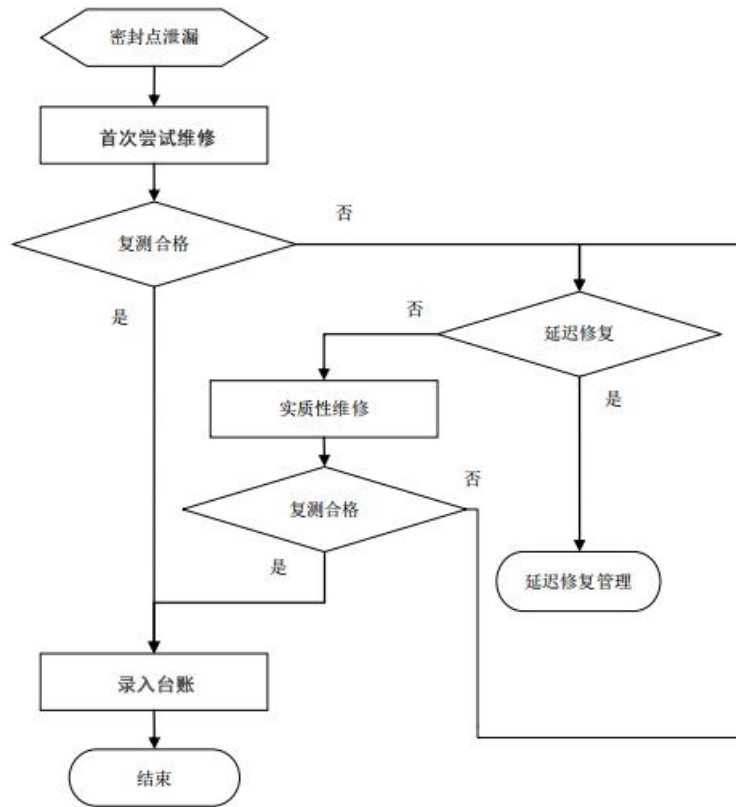 密封点泄漏
首次尝试维修
否
复测合格
是
否
延迟修复
实质性维修
是
否
复测合格
是
延迟修复管理
录入台账
结束